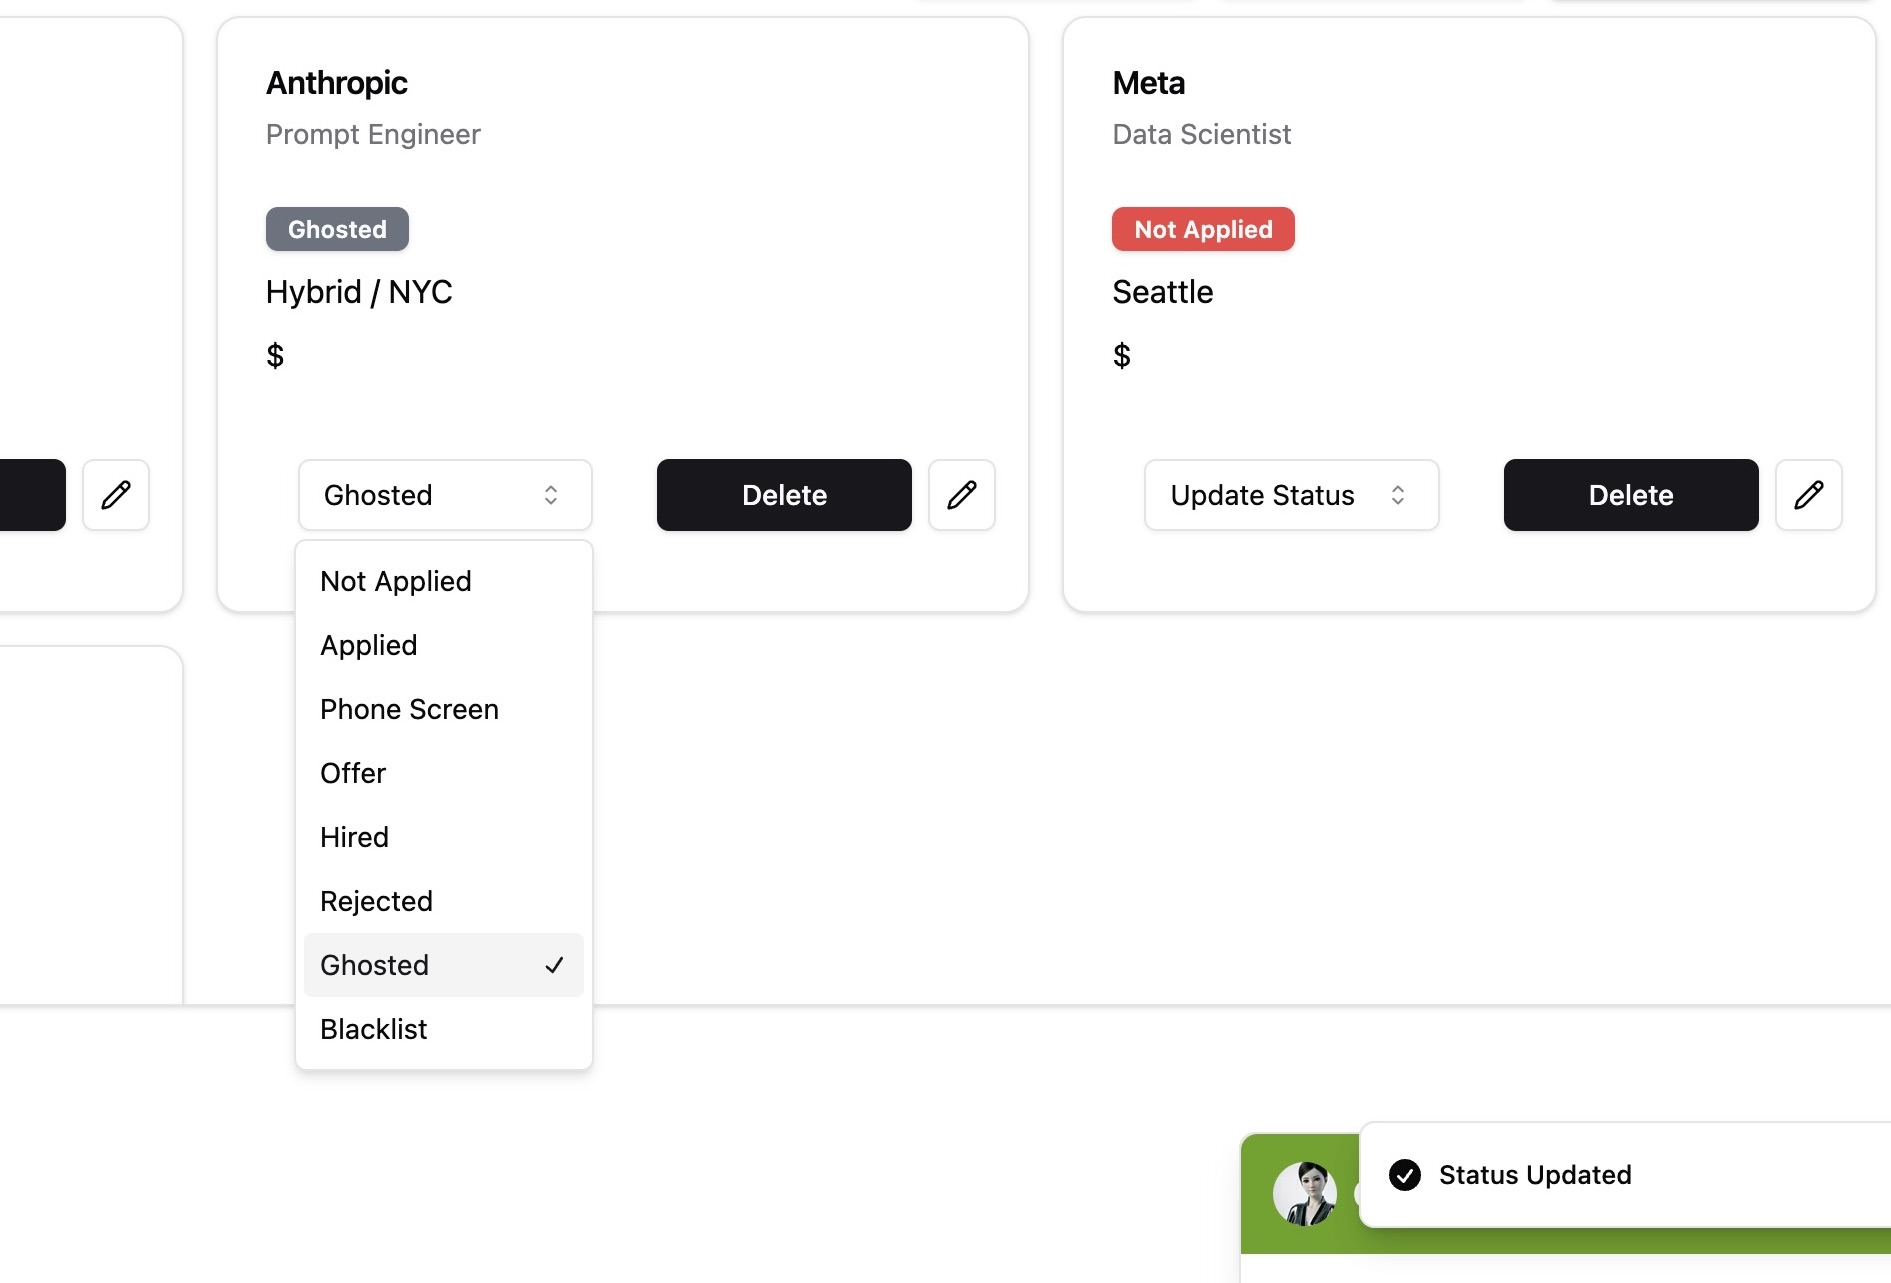 Anthropic
Prompt Engineer
Ghosted
Hybrid / NYC
$
Ghosted
Delete
Not Applied
Applied
Phone Screen
Offer
Hired
Rejected
Ghosted
Blacklist
Meta
Data Scientist
Not Applied
Seattle
$
Update Status
Delete
Status Updated